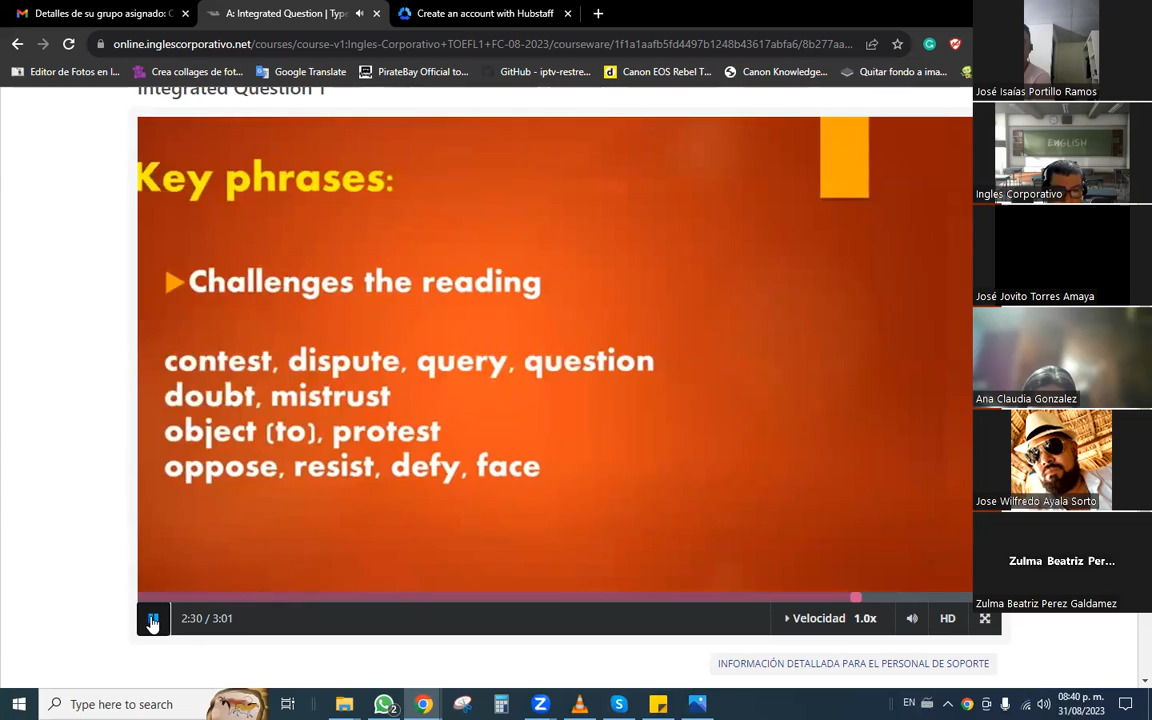 Detalles de su grupo asignado: C
A: Integrated Question | Type
Create an account with Hubstaff
online.inglescorporativo.net/courses/course-v1:Ingles-Corporativo+TOEFL1+FC-08-2023/courseware/1f1a1aafb5fd4497b1248b43617abfa6/8b277aa...
Editor de Fotos en l...
Crea collages de fot...
Google Translate
PirateBay Official to...
GitHub - iptv-restre...
Canon EOS Rebel T...
Canon Knowledge...
Quitar fondo a ima...
Integrated Question 1
Key phrases:
Challenges the reading
contest, dispute, query, question
doubt, mistrust
object (to), protest
oppose, resist, defy, face
2:30 / 3:01
Velocidad 1.0x
HD
INFORMACIÓN DETALLADA PARA EL PERSONAL DE SOPORTE
José Isaías Portillo Ramos
ENGLISH
Ingles Corporativo
José Jovito Torres Amaya
Ana Claudia Gonzalez
Jose Wilfredo Ayala Sorto
Zulma Beatriz Per...
Zulma Beatriz Perez Galdamez
Type here to search
2
EN
08:40 p. m.
31/08/2023